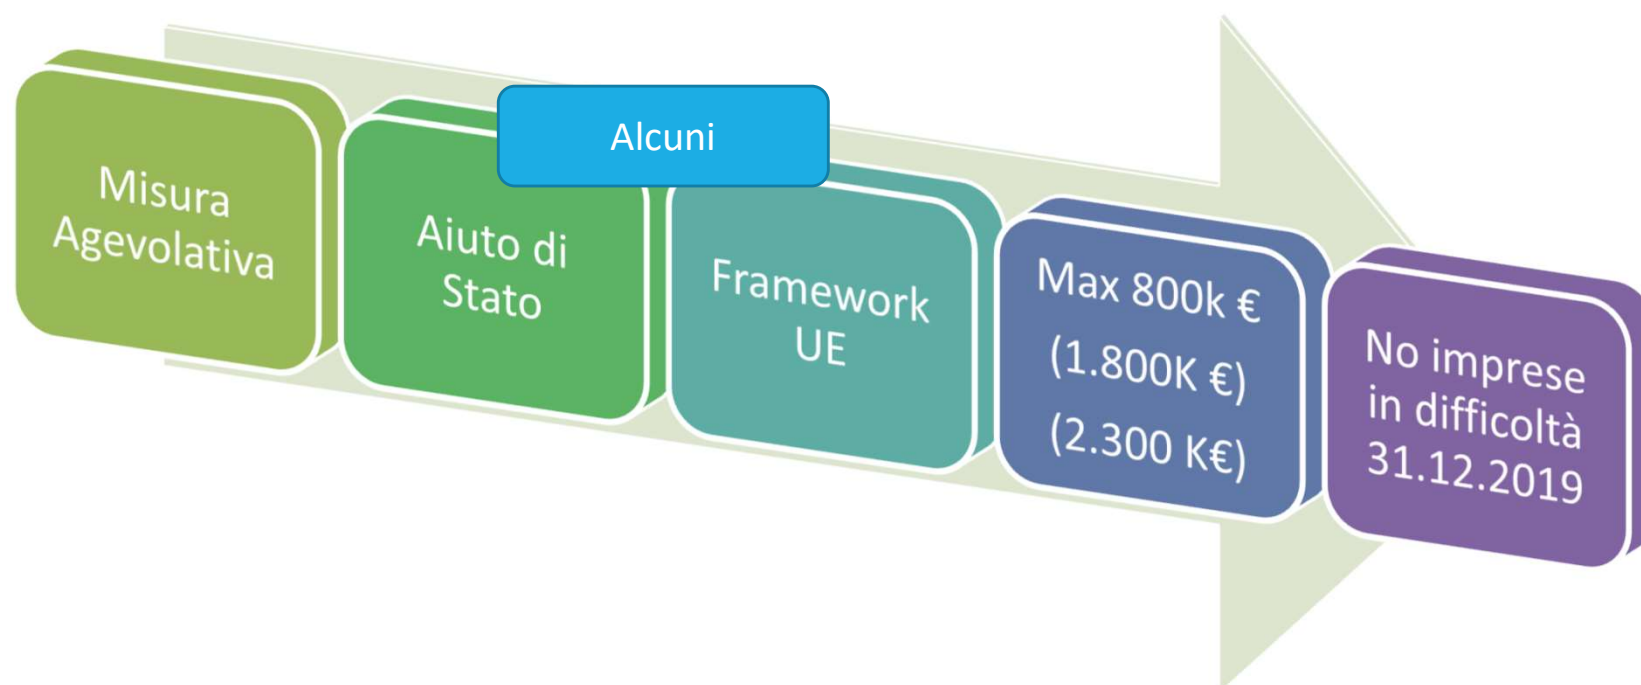 Misura
Agevolativa
Alcuni
Aiuto di
Stato
Framework
UE
Max 800k €
(1.800K €)
(2.300 K€)
No imprese
in difficoltà
31.12.2019